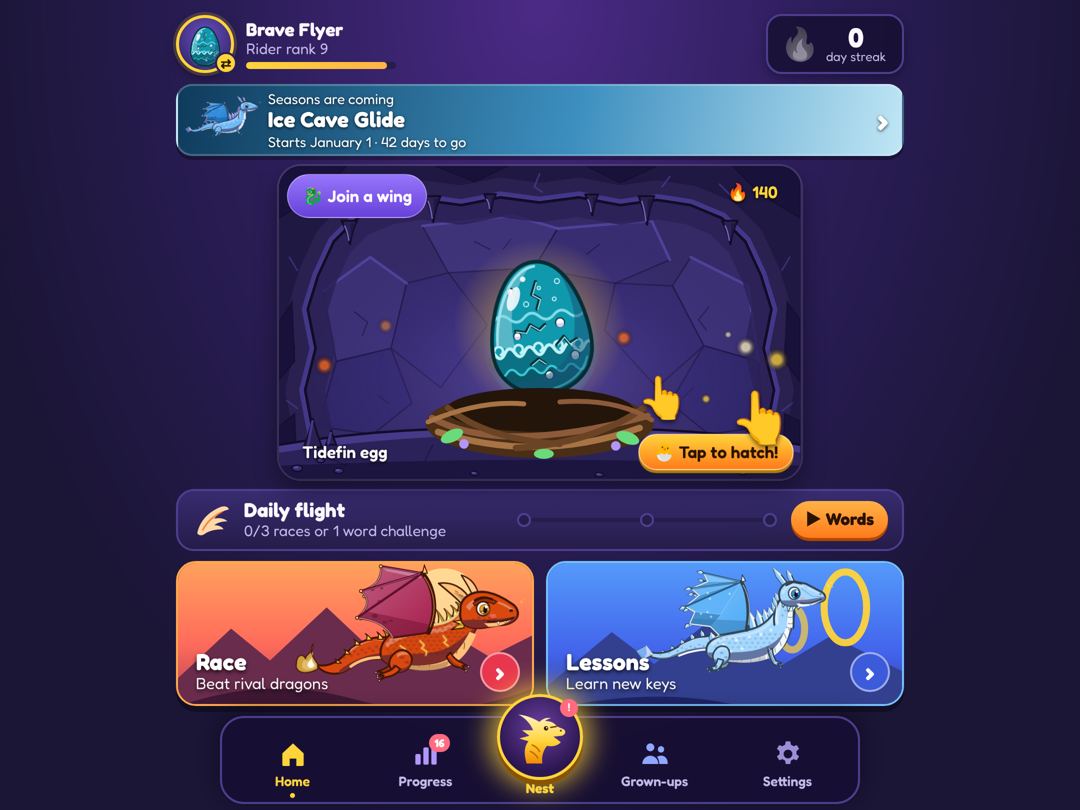 Brave Flyer
Rider rank 9
0
day streak
Seasons are coming
Ice Cave Glide
Starts January 1 · 42 days to go
Join a wing
140
Tidefin egg
Tap to hatch!
Daily flight
0/3 races or 1 word challenge
Words
Race
Beat rival dragons
Lessons
Learn new keys
!
16
Home
Progress
Nest
Grown-ups
Settings